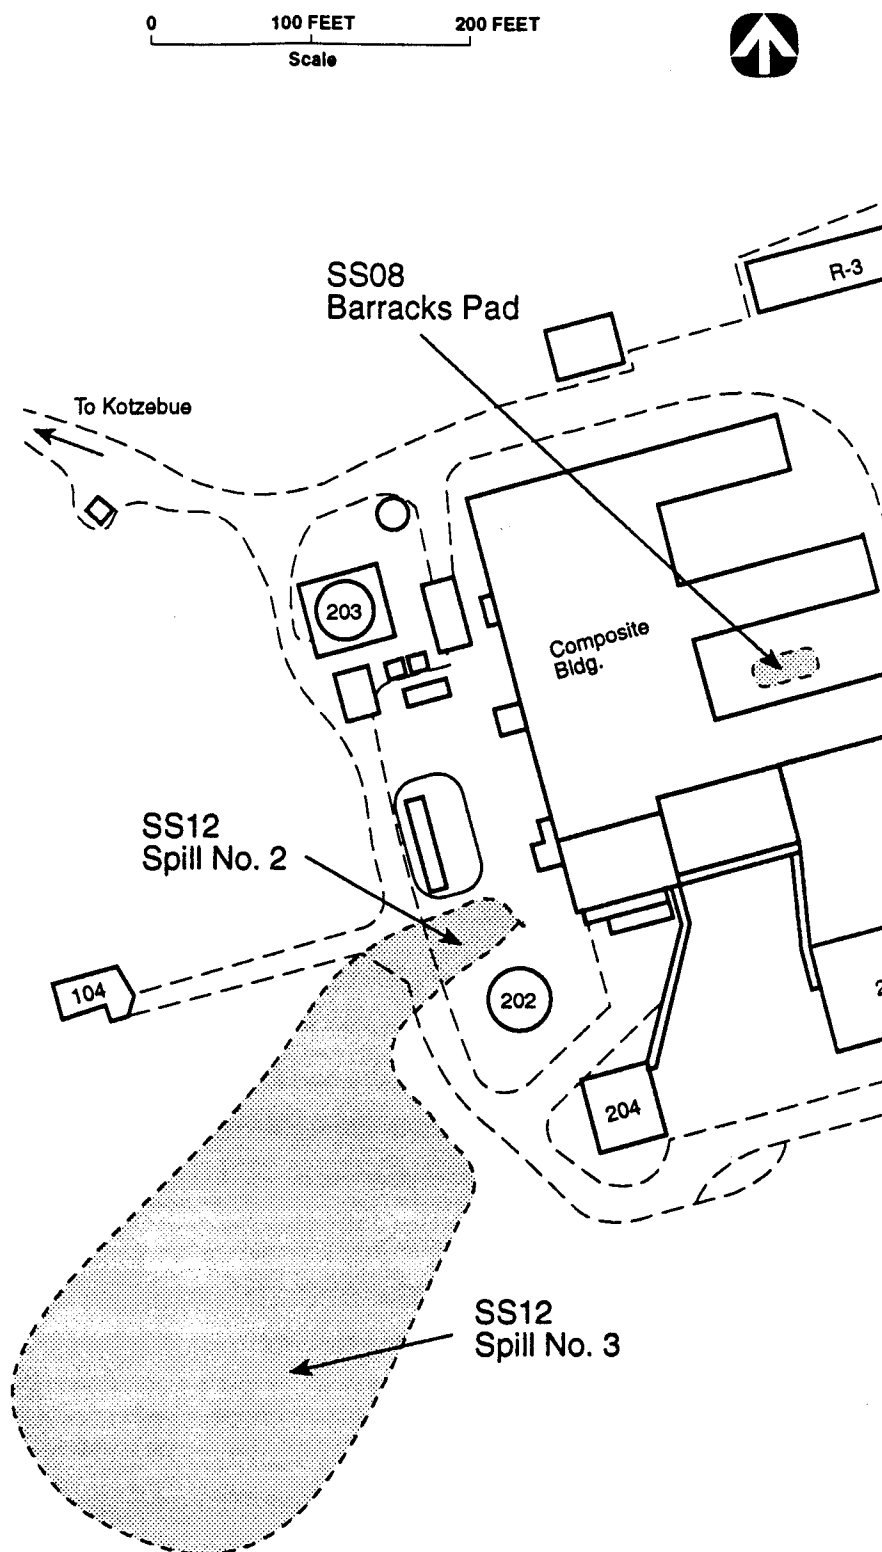 0 100 FEET 200 FEET
Scale
R-3
SS08
Barracks Pad
To Kotzebue
203
Composite
Bldg.
SS12
Spill No. 2
104
202
2
204
SS12
Spill No. 3